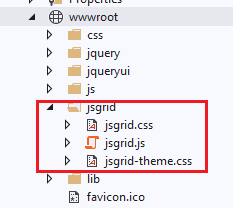 Properties
wwwroot
css
jquery
jqueryui
js
jsgrid
jsgrid.css
jsgrid.js
jsgrid-theme.css
lib
favicon.ico